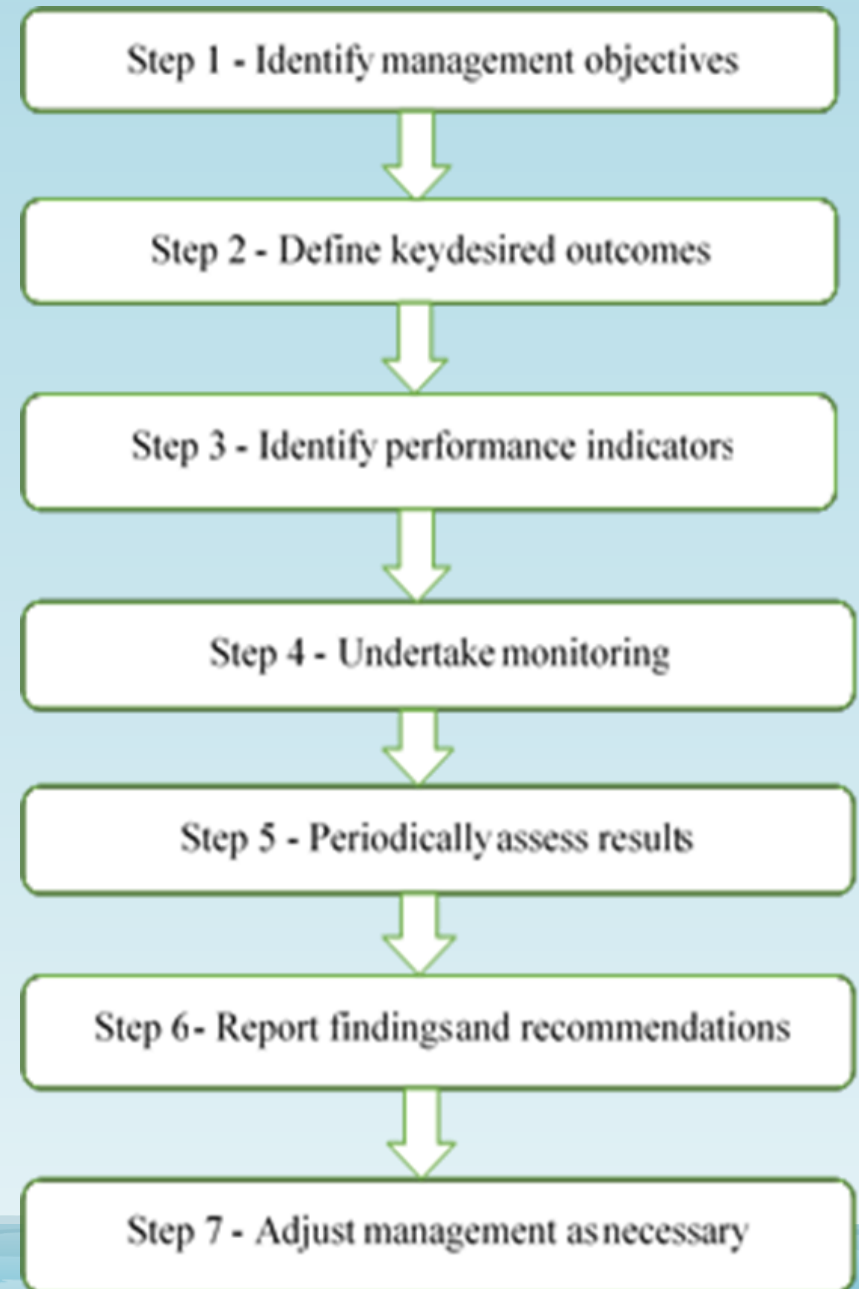 Step 1 - Identify management objectives
Step 2 - Define keydesired outcomes
Step 3 - Identify performance indicators
Step 4 - Undertake monitoring
Step 5 - Periodically assess results
Step 6- Report findingsand recommendations
Step 7 - Adjust management as necessary